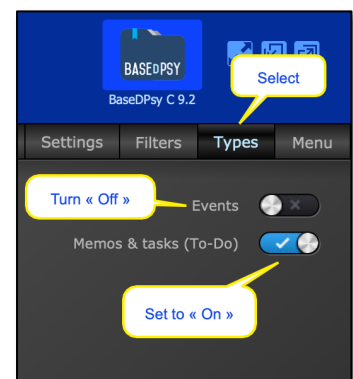 BASEDPSY
Select
BaseDPsy C 9.2
Settings Filters Types Menu
Turn « Off » Events
Memos & tasks (To-Do)
Set to « On »